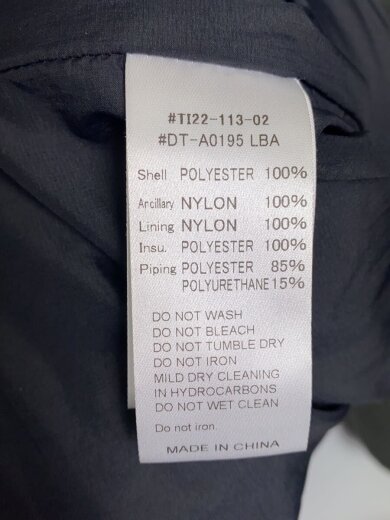 #TI22-113-02
#DT-A0195 LBA
Shell POLYESTER 100%
Ancillary NYLON 100%
Lining NYLON 100%
Insu. POLYESTER 100%
Piping POLYESTER 85%
POLYURETHANE 15%
DO NOT WASH
DO NOT BLEACH
DO NOT TUMBLE DRY
DO NOT IRON
MILD DRY CLEANING
IN HYDROCARBONS
DO NOT WET CLEAN
Do not iron.
MADE IN CHINA